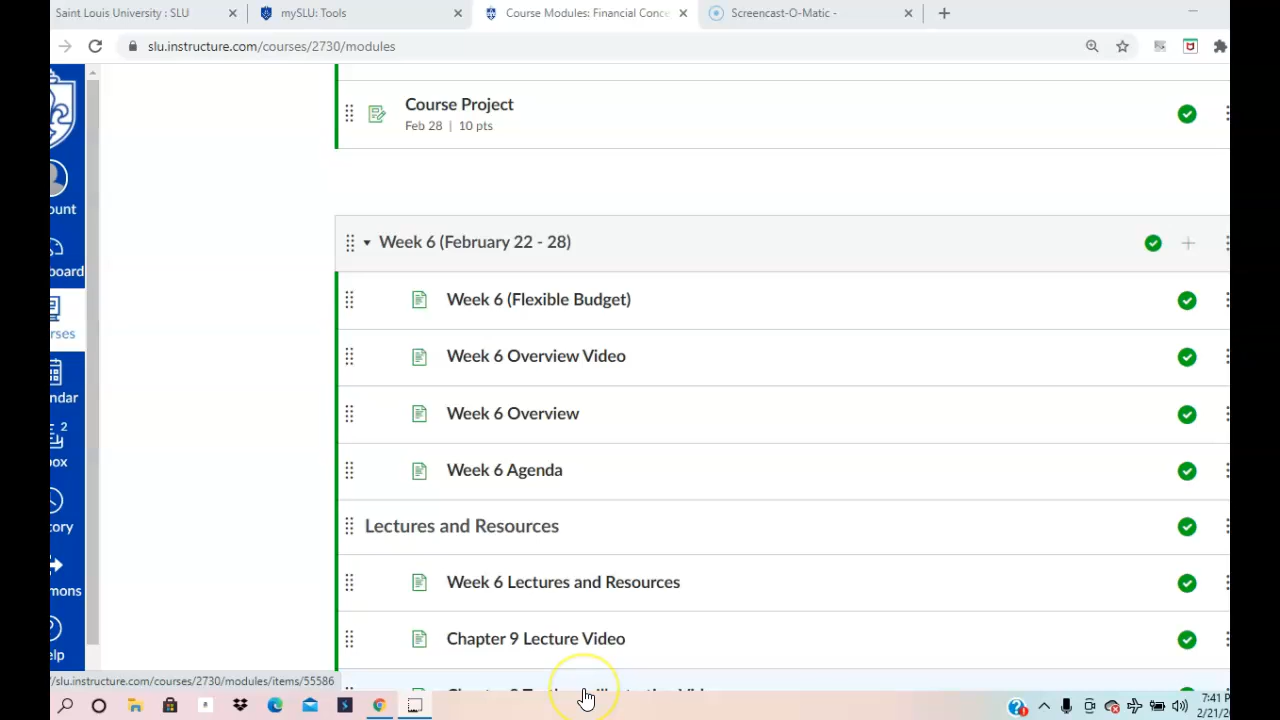 Saint Louis University : SLU
mySLU: Tools
Course Modules: Financial Conce
Screencast-O-Matic -
slu.instructure.com/courses/2730/modules
Course Project
Feb 28 | 10 pts
Week 6 (February 22 - 28)
Week 6 (Flexible Budget)
Week 6 Overview Video
Week 6 Overview
Week 6 Agenda
Lectures and Resources
Week 6 Lectures and Resources
Chapter 9 Lecture Video
ount
board
rses
ndar
2
box
tory
mons
elp
/slu.instructure.com/courses/2730/modules/items/55586
7:41 P
2/21/20